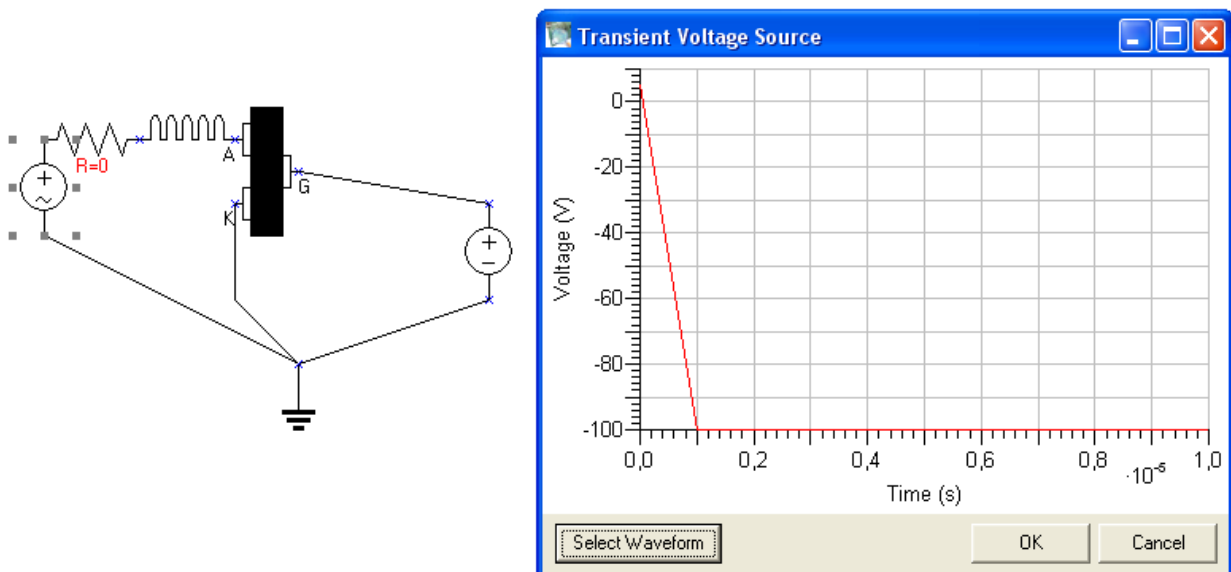 R=0
A
G
K
+
~
+
−
Transient Voltage Source
Voltage (V)
0
-20
-40
-60
-80
-100
0,0
0,2
0,4
0,6
0,8
1,0
·10⁻⁵
Time (s)
Select Waveform
OK
Cancel